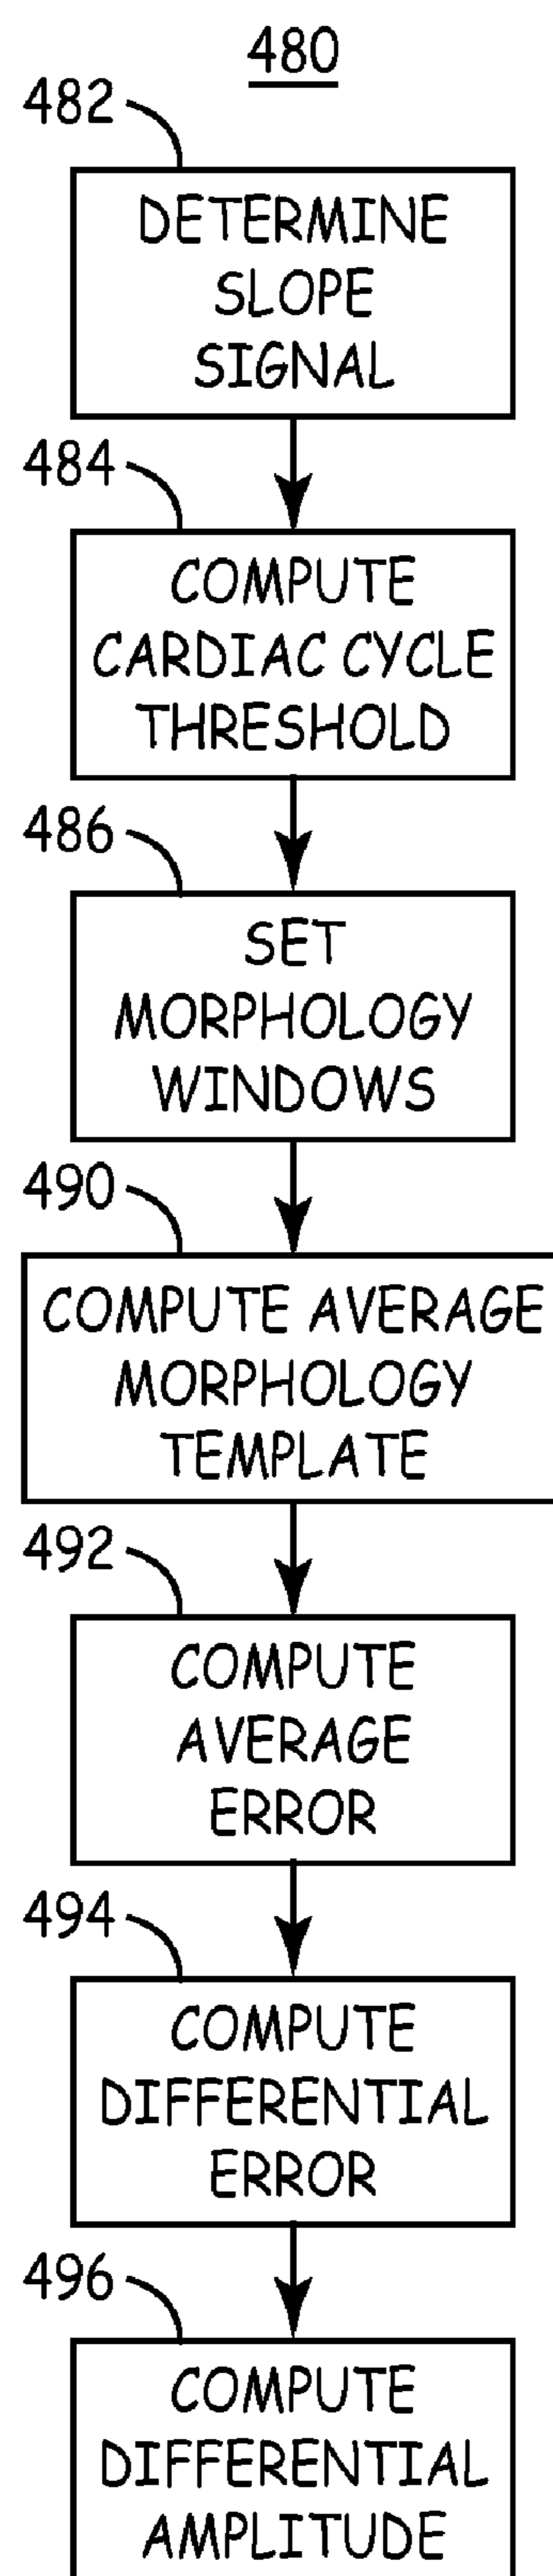 480
482
DETERMINE
SLOPE
SIGNAL
484
COMPUTE
CARDIAC CYCLE
THRESHOLD
486
SET
MORPHOLOGY
WINDOWS
490
COMPUTE AVERAGE
MORPHOLOGY
TEMPLATE
492
COMPUTE
AVERAGE
ERROR
494
COMPUTE
DIFFERENTIAL
ERROR
496
COMPUTE
DIFFERENTIAL
AMPLITUDE